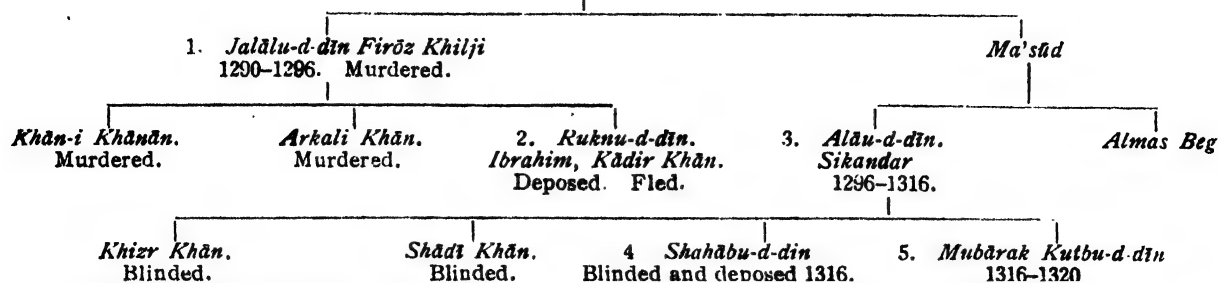 1. Jalālu-d-dīn Firōz Khilji
1290–1296. Murdered.
Ma'sūd
Khān-i Khānān.
Murdered.
Arkali Khān.
Murdered.
2. Ruknu-d-dīn.
Ibrahim, Kādir Khān.
Deposed. Fled.
3. Alāu-d-dīn.
Sikandar
1296–1316.
Almas Beg
Khizr Khān.
Blinded.
Shādī Khān.
Blinded.
4 Shahābu-d-din
Blinded and deposed 1316.
5. Mubārak Kutbu-d-dīn
1316–1320